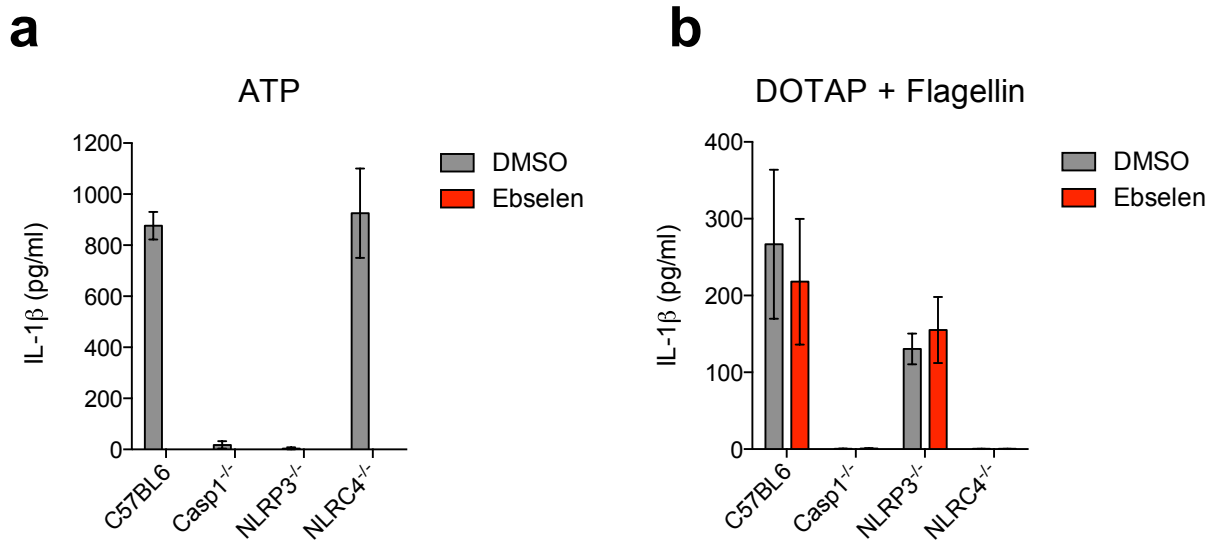 a
ATP
IL-1β (pg/ml)
1200
1000
800
600
400
200
0
C57BL6
Casp1-/-
NLRP3-/-
NLRC4-/-
DMSO
Ebselen
b
DOTAP + Flagellin
IL-1β (pg/ml)
400
300
200
100
0
C57BL6
Casp1-/-
NLRP3-/-
NLRC4-/-
DMSO
Ebselen